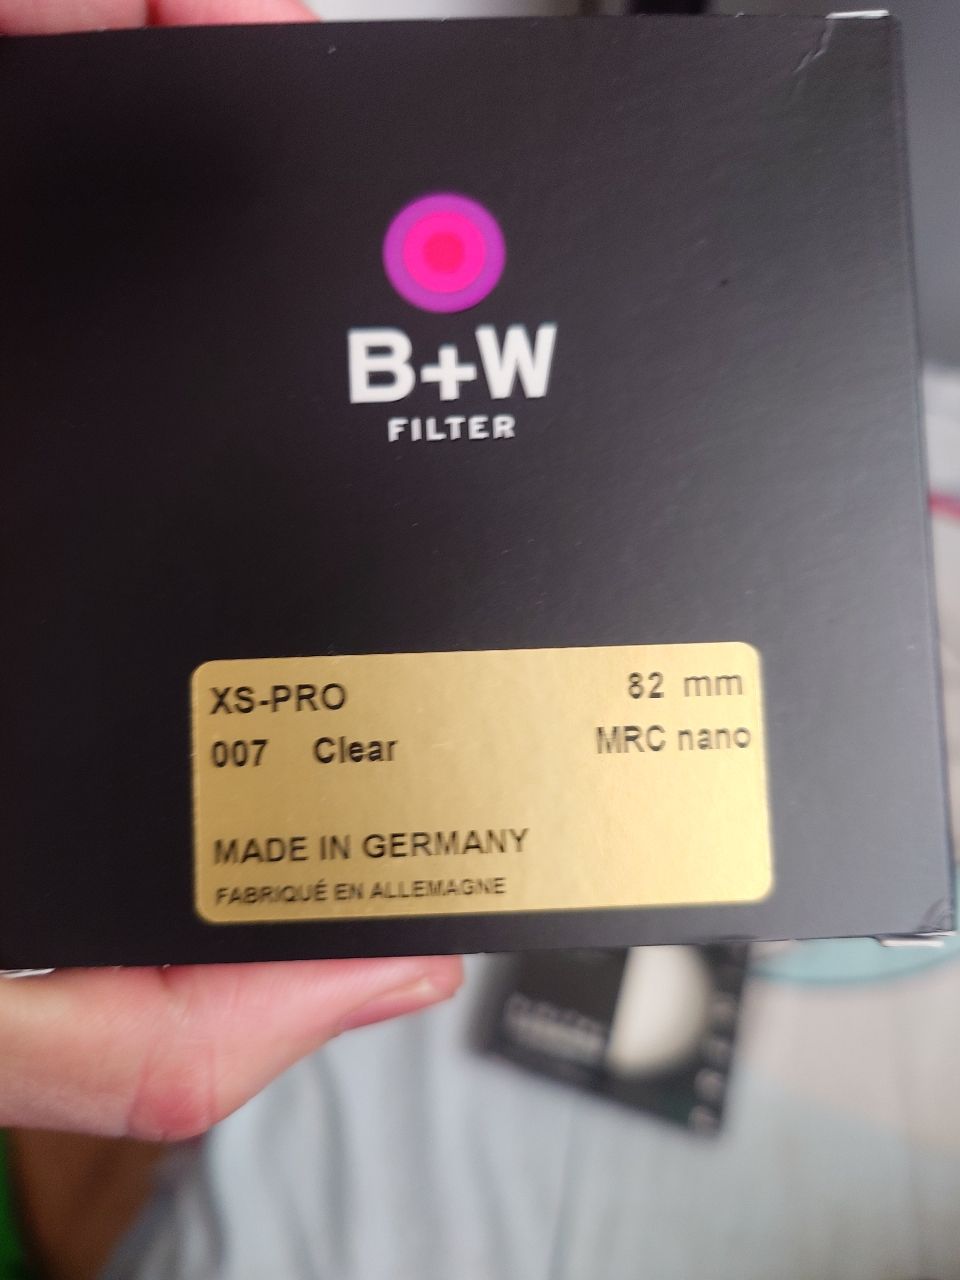 B+W
FILTER
XS-PRO 82 mm
007 Clear MRC nano
MADE IN GERMANY
FABRIQUÉ EN ALLEMAGNE